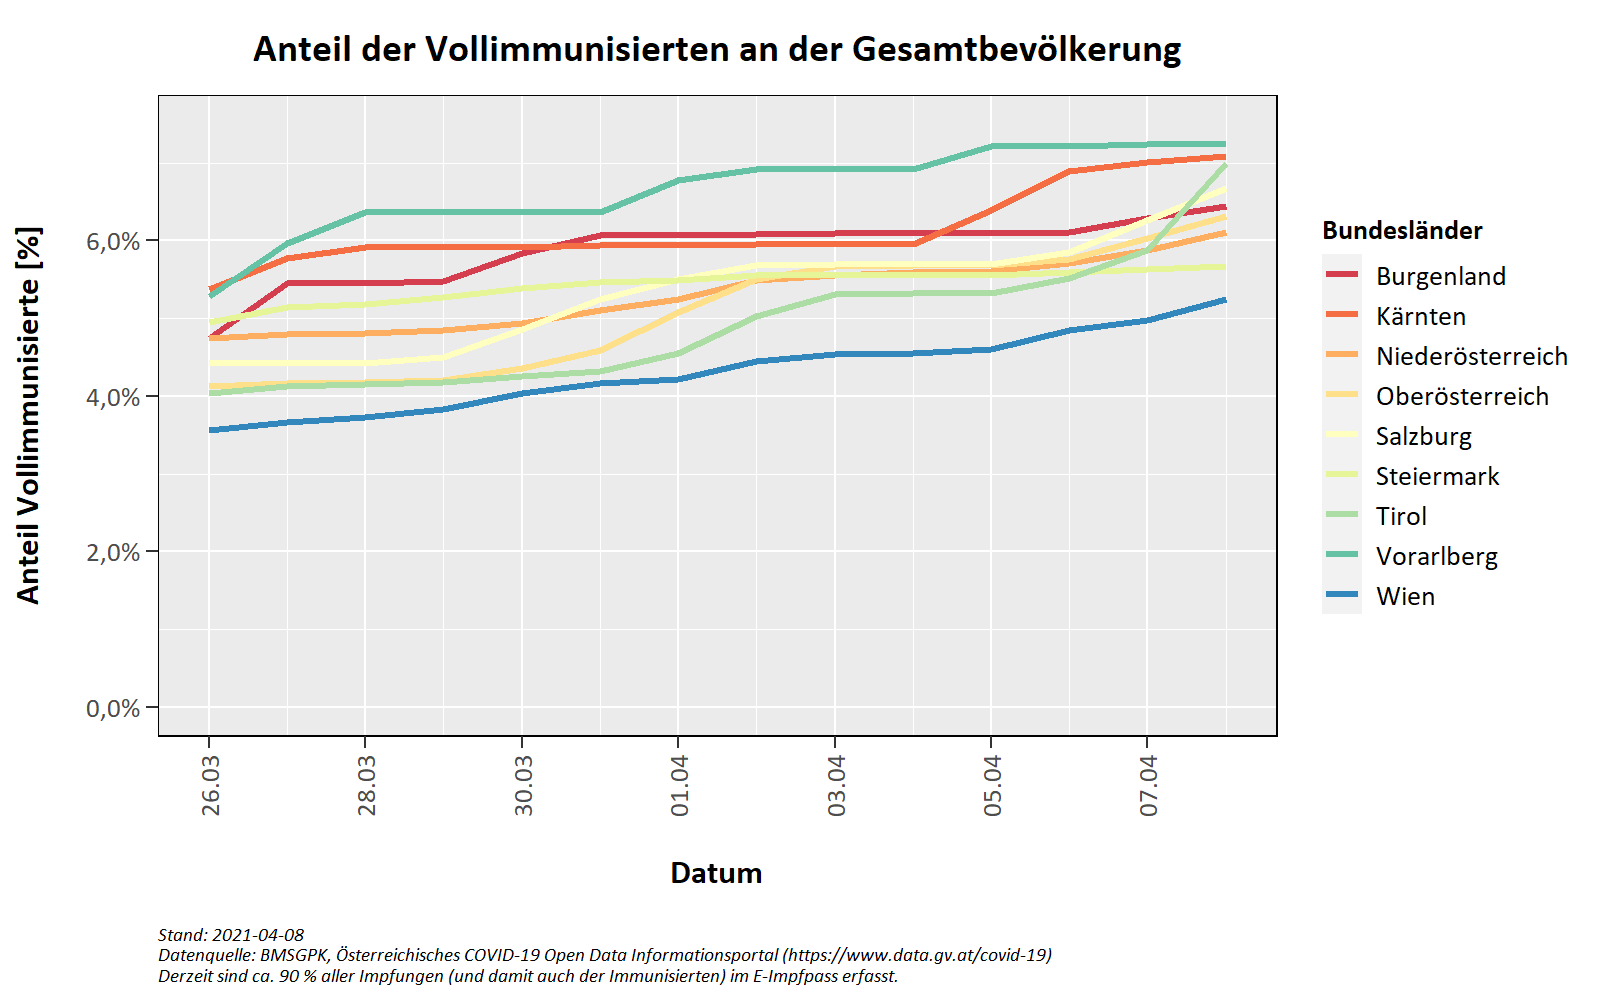 Anteil der Vollimmunisierten an der Gesamtbevölkerung
Anteil Vollimmunisierte [%]
6,0%
4,0%
2,0%
0,0%
26.03
28.03
30.03
01.04
03.04
05.04
07.04
Datum
Bundesländer
Burgenland
Kärnten
Niederösterreich
Oberösterreich
Salzburg
Steiermark
Tirol
Vorarlberg
Wien
Stand: 2021-04-08
Datenquelle: BMSGPK, Österreichisches COVID-19 Open Data Informationsportal (https://www.data.gv.at/covid-19)
Derzeit sind ca. 90 % aller Impfungen (und damit auch der Immunisierten) im E-Impfpass erfasst.